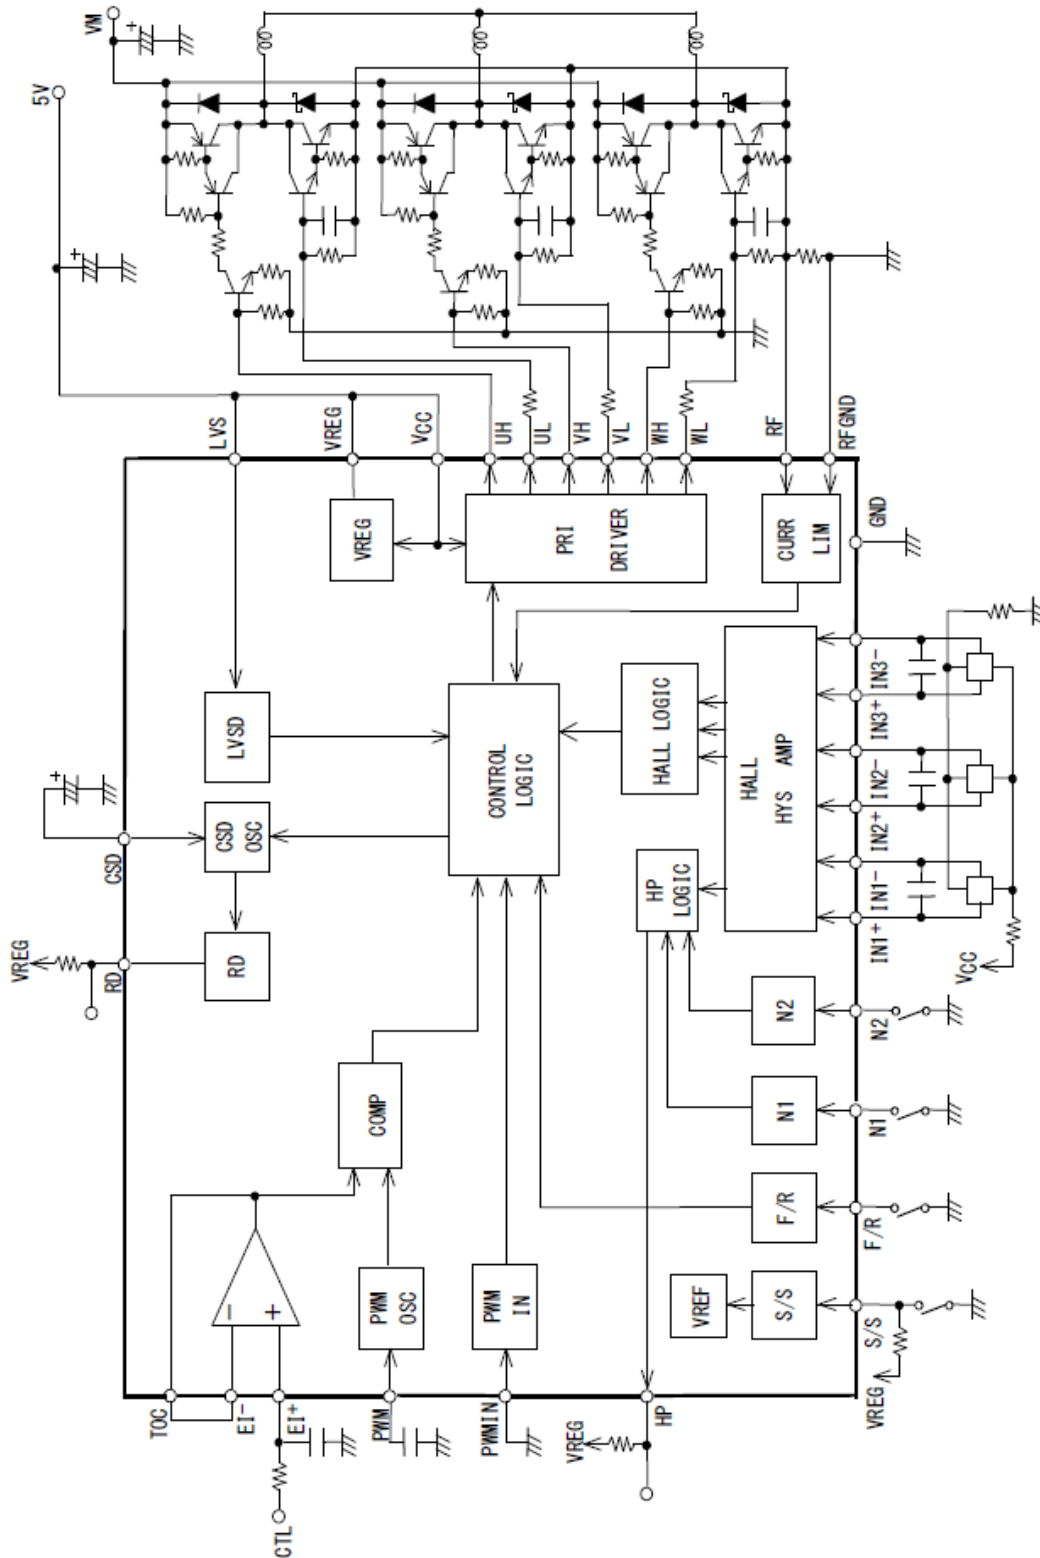 VM
+
5V
+
LVS
VREG
VCC
UH
UL
VH
VL
WH
WL
RF
RFGND
VREG
PRI
DRIVER
CURR
LIM
GND
LVSD
CONTROL
LOGIC
HALL LOGIC
HALL
HYS AMP
IN3-
IN3+
IN2-
IN2+
IN1-
IN1+
VCC
+
CSD
CSD
OSC
RD
RD
VREG
HP
LOGIC
N2
N2
N1
N1
F/R
F/R
S/S
S/S
VREF
VREG
COMP
PWM
OSC
PWM
IN
-
+
TOC
EI-
EI+
PWM
PWMIN
HP
VREG
CTL